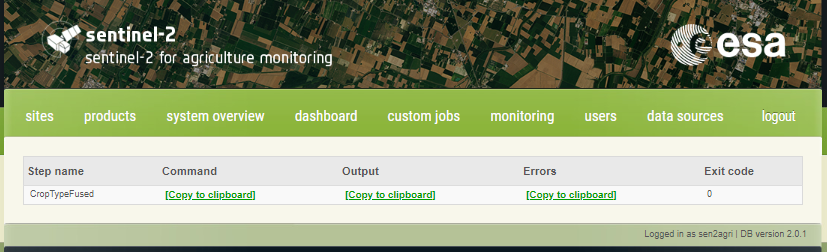 sentinel-2
sentinel-2 for agriculture monitoring
esa
sites products system overview dashboard custom jobs monitoring users data sources logout
Step name Command Output Errors Exit code
CropTypeFused [Copy to clipboard] [Copy to clipboard] [Copy to clipboard] 0
Logged in as sen2agri | DB version 2.0.1